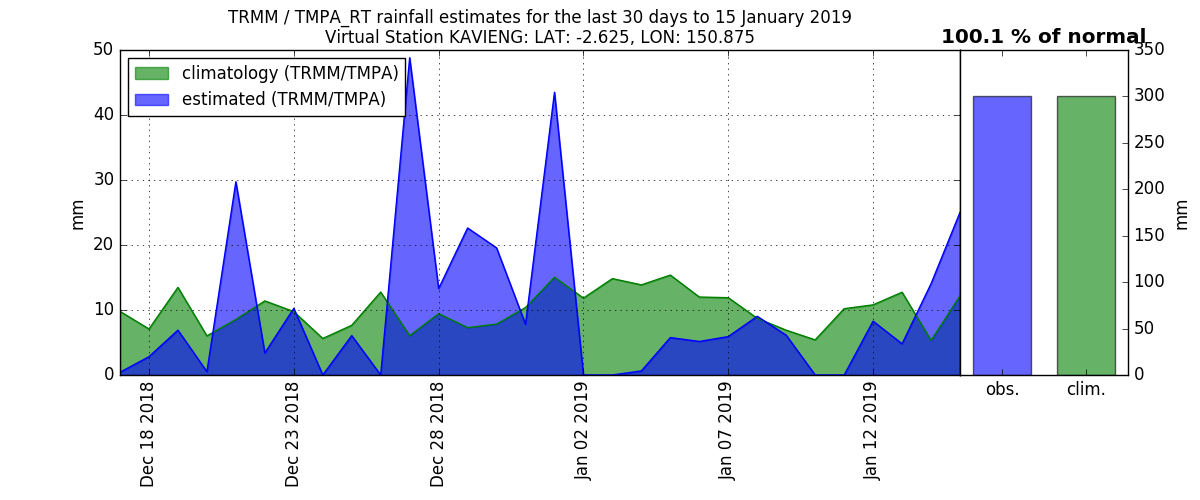 TRMM / TMPA_RT rainfall estimates for the last 30 days to 15 January 2019
Virtual Station KAVIENG: LAT: -2.625, LON: 150.875
100.1 % of normal
climatology (TRMM/TMPA)
estimated (TRMM/TMPA)
50
40
30
20
10
0
mm
Dec 18 2018
Dec 23 2018
Dec 28 2018
Jan 02 2019
Jan 07 2019
Jan 12 2019
350
300
250
200
150
100
50
0
mm
obs.
clim.